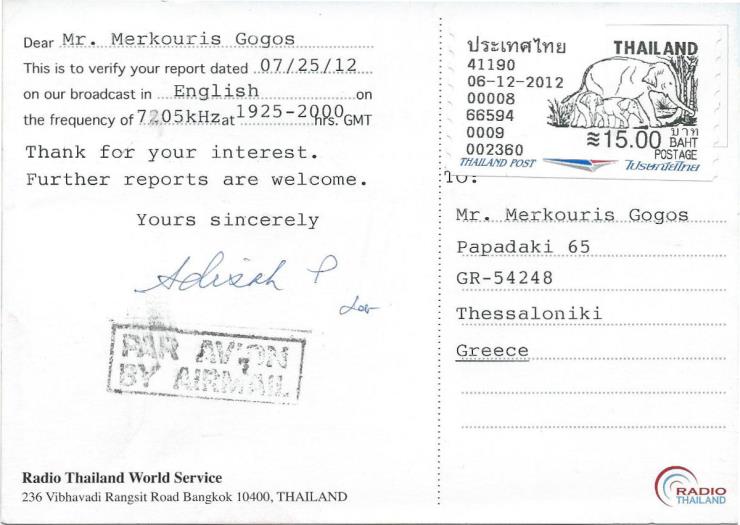 Dear Mr. Merkouris Gogos
This is to verify your report dated 07/25/12
on our broadcast in English on
the frequency of 7205kHz at 1925-2000 hrs. GMT
Thank for your interest.
Further reports are welcome.
Yours sincerely
PAR AVION
BY AIRMAIL
Radio Thailand World Service
236 Vibhavadi Rangsit Road Bangkok 10400, THAILAND
ประเทศไทย THAILAND
41190
06-12-2012
00008
66594
0009
002360
≈15.00 บาท BAHT
POSTAGE
THAILAND POST ไปรษณีย์ไทย
TO:
Mr. Merkouris Gogos
Papadaki 65
GR-54248
Thessaloniki
Greece
RADIO
THAILAND